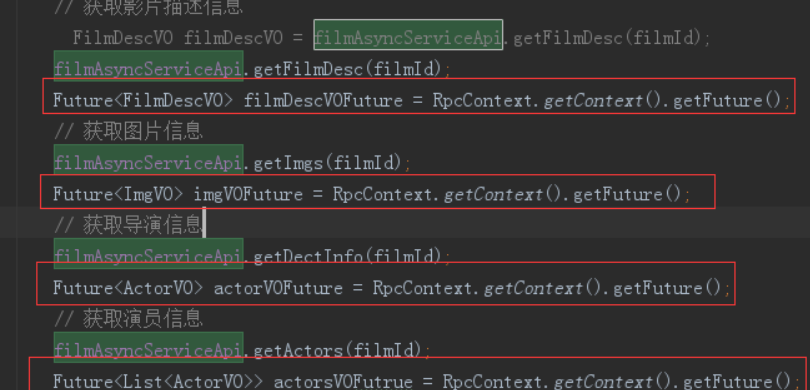 // 获取影片描述信息
FilmDescVO filmDescVO = filmAsyncServiceApi.getFilmDesc(filmId);
filmAsyncServiceApi.getFilmDesc(filmId);
Future<FilmDescVO> filmDescVOFuture = RpcContext.getContext().getFuture();
// 获取图片信息
filmAsyncServiceApi.getImgs(filmId);
Future<ImgVO> imgVOFuture = RpcContext.getContext().getFuture();
// 获取导演信息
filmAsyncServiceApi.getDectInfo(filmId);
Future<ActorVO> actorVOFuture = RpcContext.getContext().getFuture();
// 获取演员信息
filmAsyncServiceApi.getActors(filmId);
Future<List<ActorVO>> actorsVOFutrue = RpcContext.getContext().getFuture();